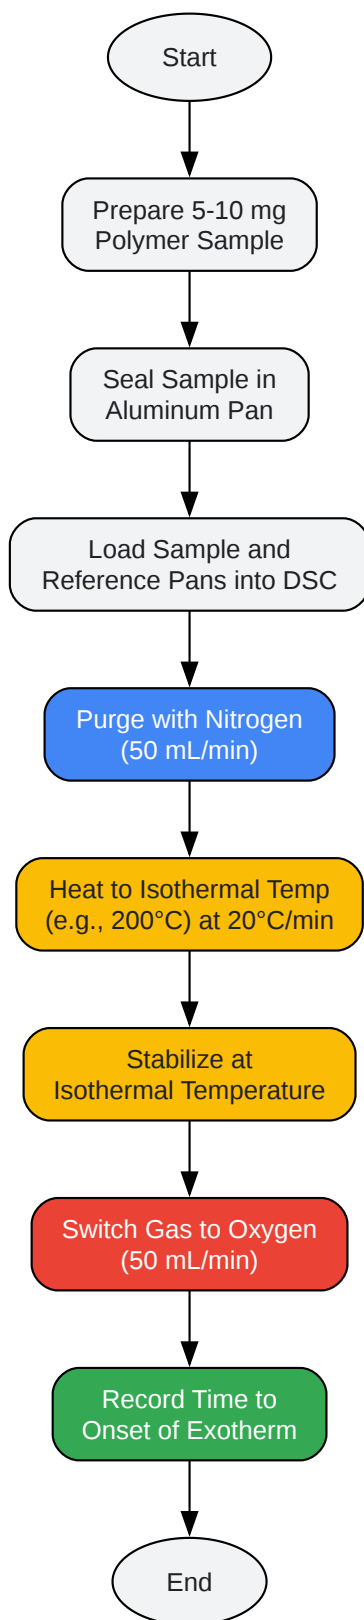 Start
Prepare 5-10 mg
Polymer Sample
Seal Sample in
Aluminum Pan
Load Sample and
Reference Pans into DSC
Purge with Nitrogen
(50 mL/min)
Heat to Isothermal Temp
(e.g., 200°C) at 20°C/min
Stabilize at
Isothermal Temperature
Switch Gas to Oxygen
(50 mL/min)
Record Time to
Onset of Exotherm
End